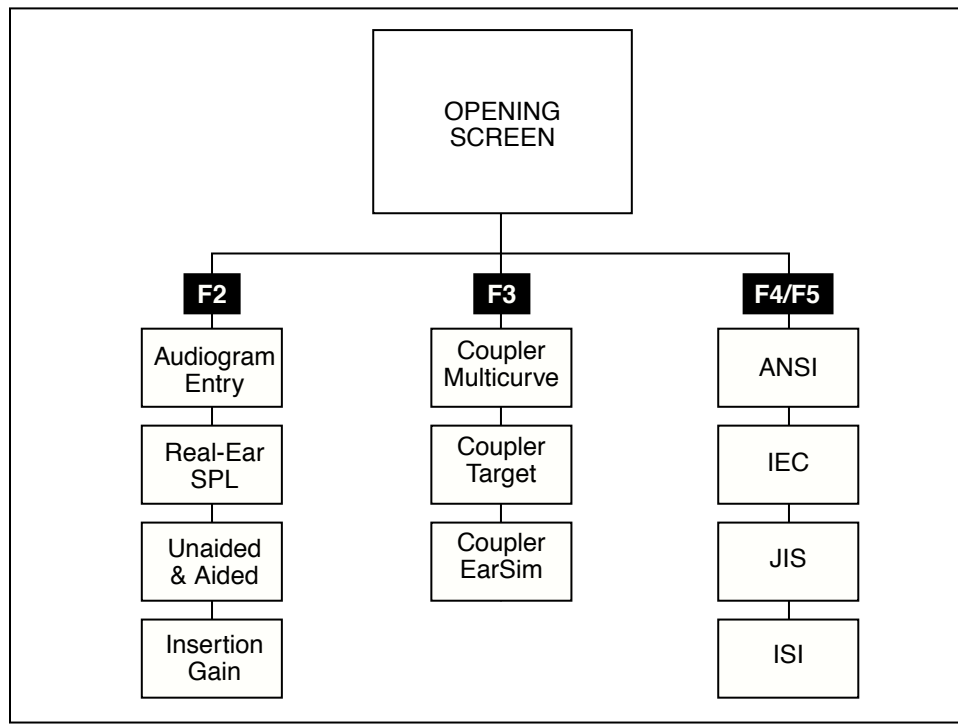 OPENING
SCREEN
F2
Audiogram
Entry
Real-Ear
SPL
Unaided
& Aided
Insertion
Gain
F3
Coupler
Multicurve
Coupler
Target
Coupler
EarSim
F4/F5
ANSI
IEC
JIS
ISI